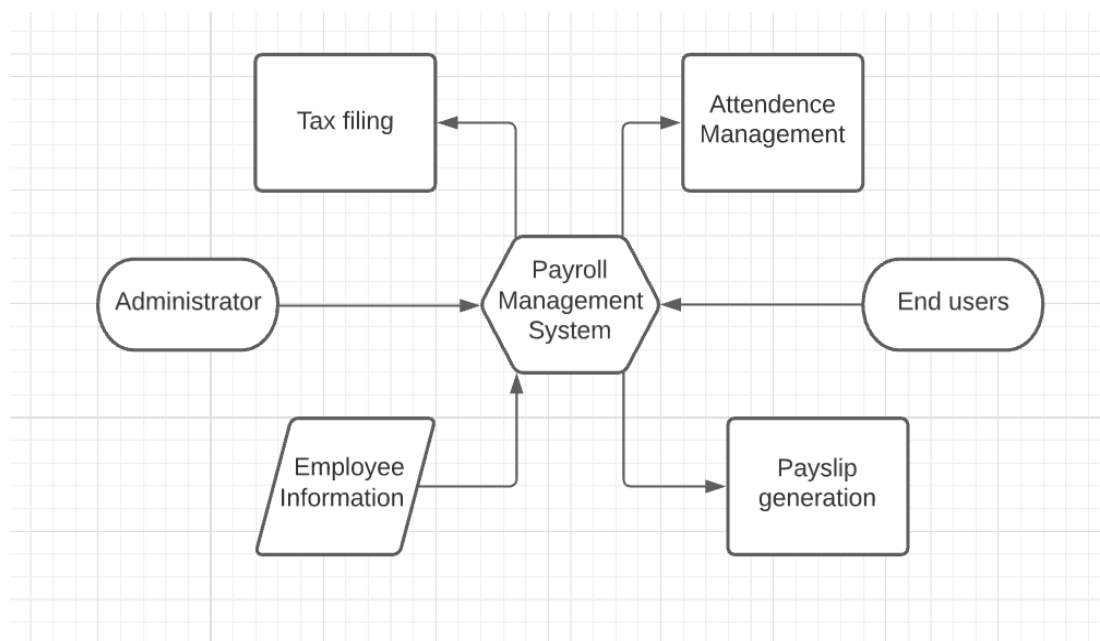 Tax filing
Attendence
Management
Administrator
Payroll
Management
System
End users
Employee
Information
Payslip
generation